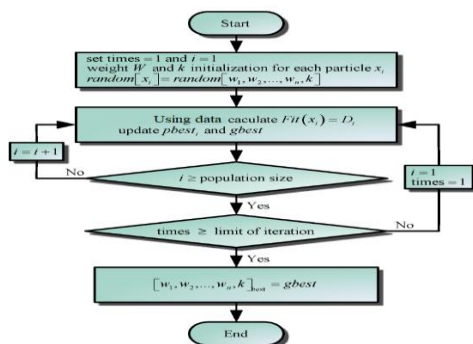 Start
set times = 1 and i = 1
weight W and k initialization for each particle x_i
random[x_i] = random[w_1, w_2, ..., w_n, k]
Using data caculate Fit(x_i) = D_i
update pbest_i and gbest
i = i + 1
No
i ≥ population size
i = 1
times = 1
Yes
times ≥ limit of iteration
No
Yes
[w_1, w_2, ..., w_n, k]_best = gbest
End